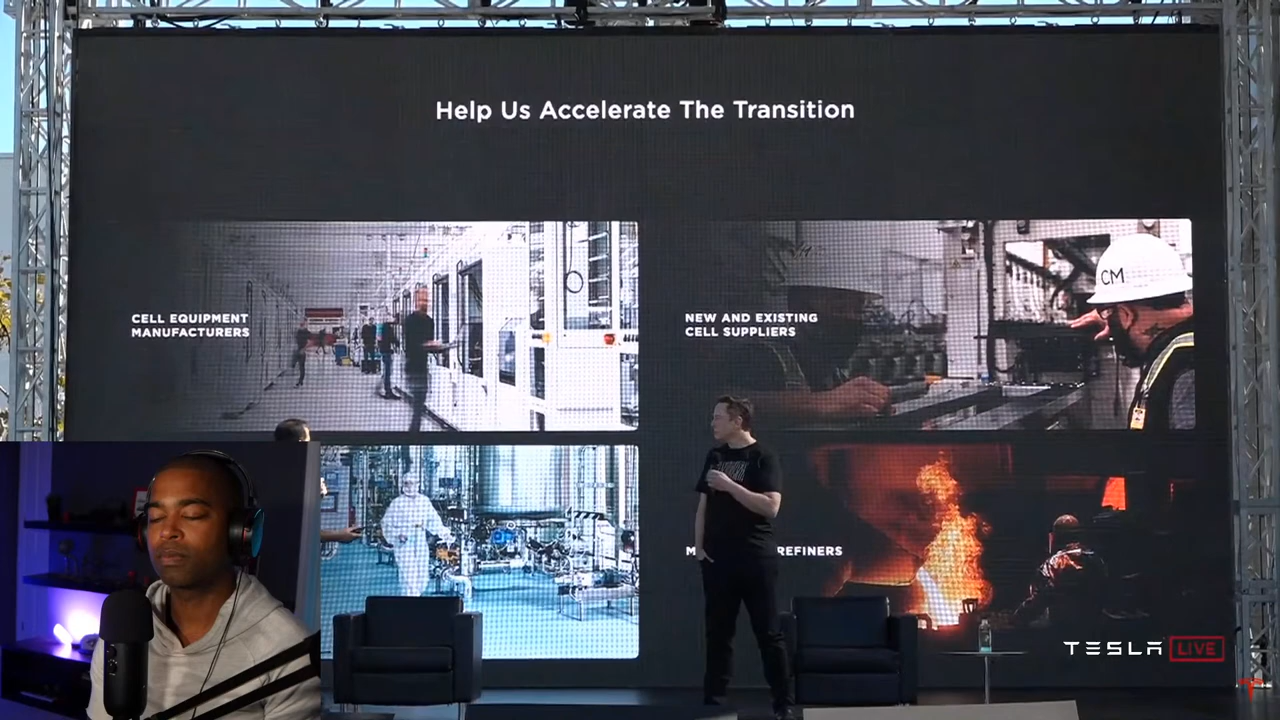 Help Us Accelerate The Transition
CELL EQUIPMENT
MANUFACTURERS
NEW AND EXISTING
CELL SUPPLIERS
CM
REFINERS
TESLA LIVE